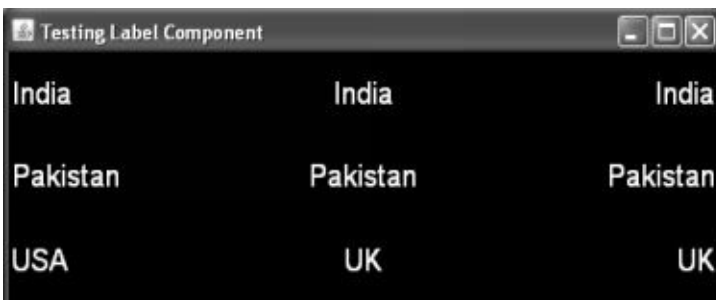 Testing Label Component
India India India
Pakistan Pakistan Pakistan
USA UK UK